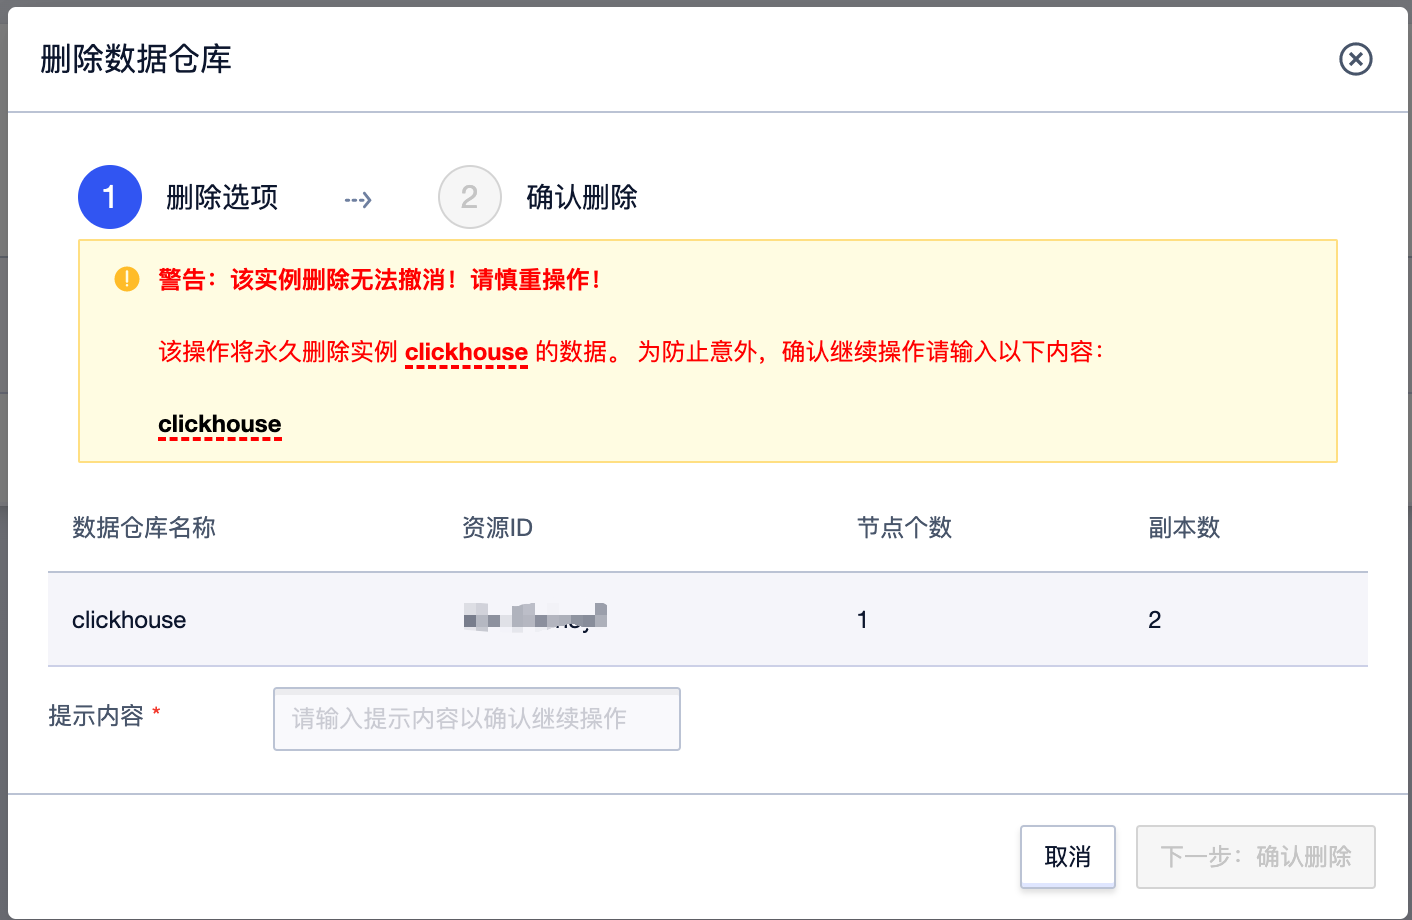 删除数据仓库
1 删除选项 2 确认删除
警告：该实例删除无法撤消！请慎重操作！
该操作将永久删除实例 clickhouse 的数据。 为防止意外，确认继续操作请输入以下内容：
clickhouse
数据仓库名称 资源ID 节点个数 副本数
clickhouse 1 2
提示内容 * 请输入提示内容以确认继续操作
取消 下一步：确认删除